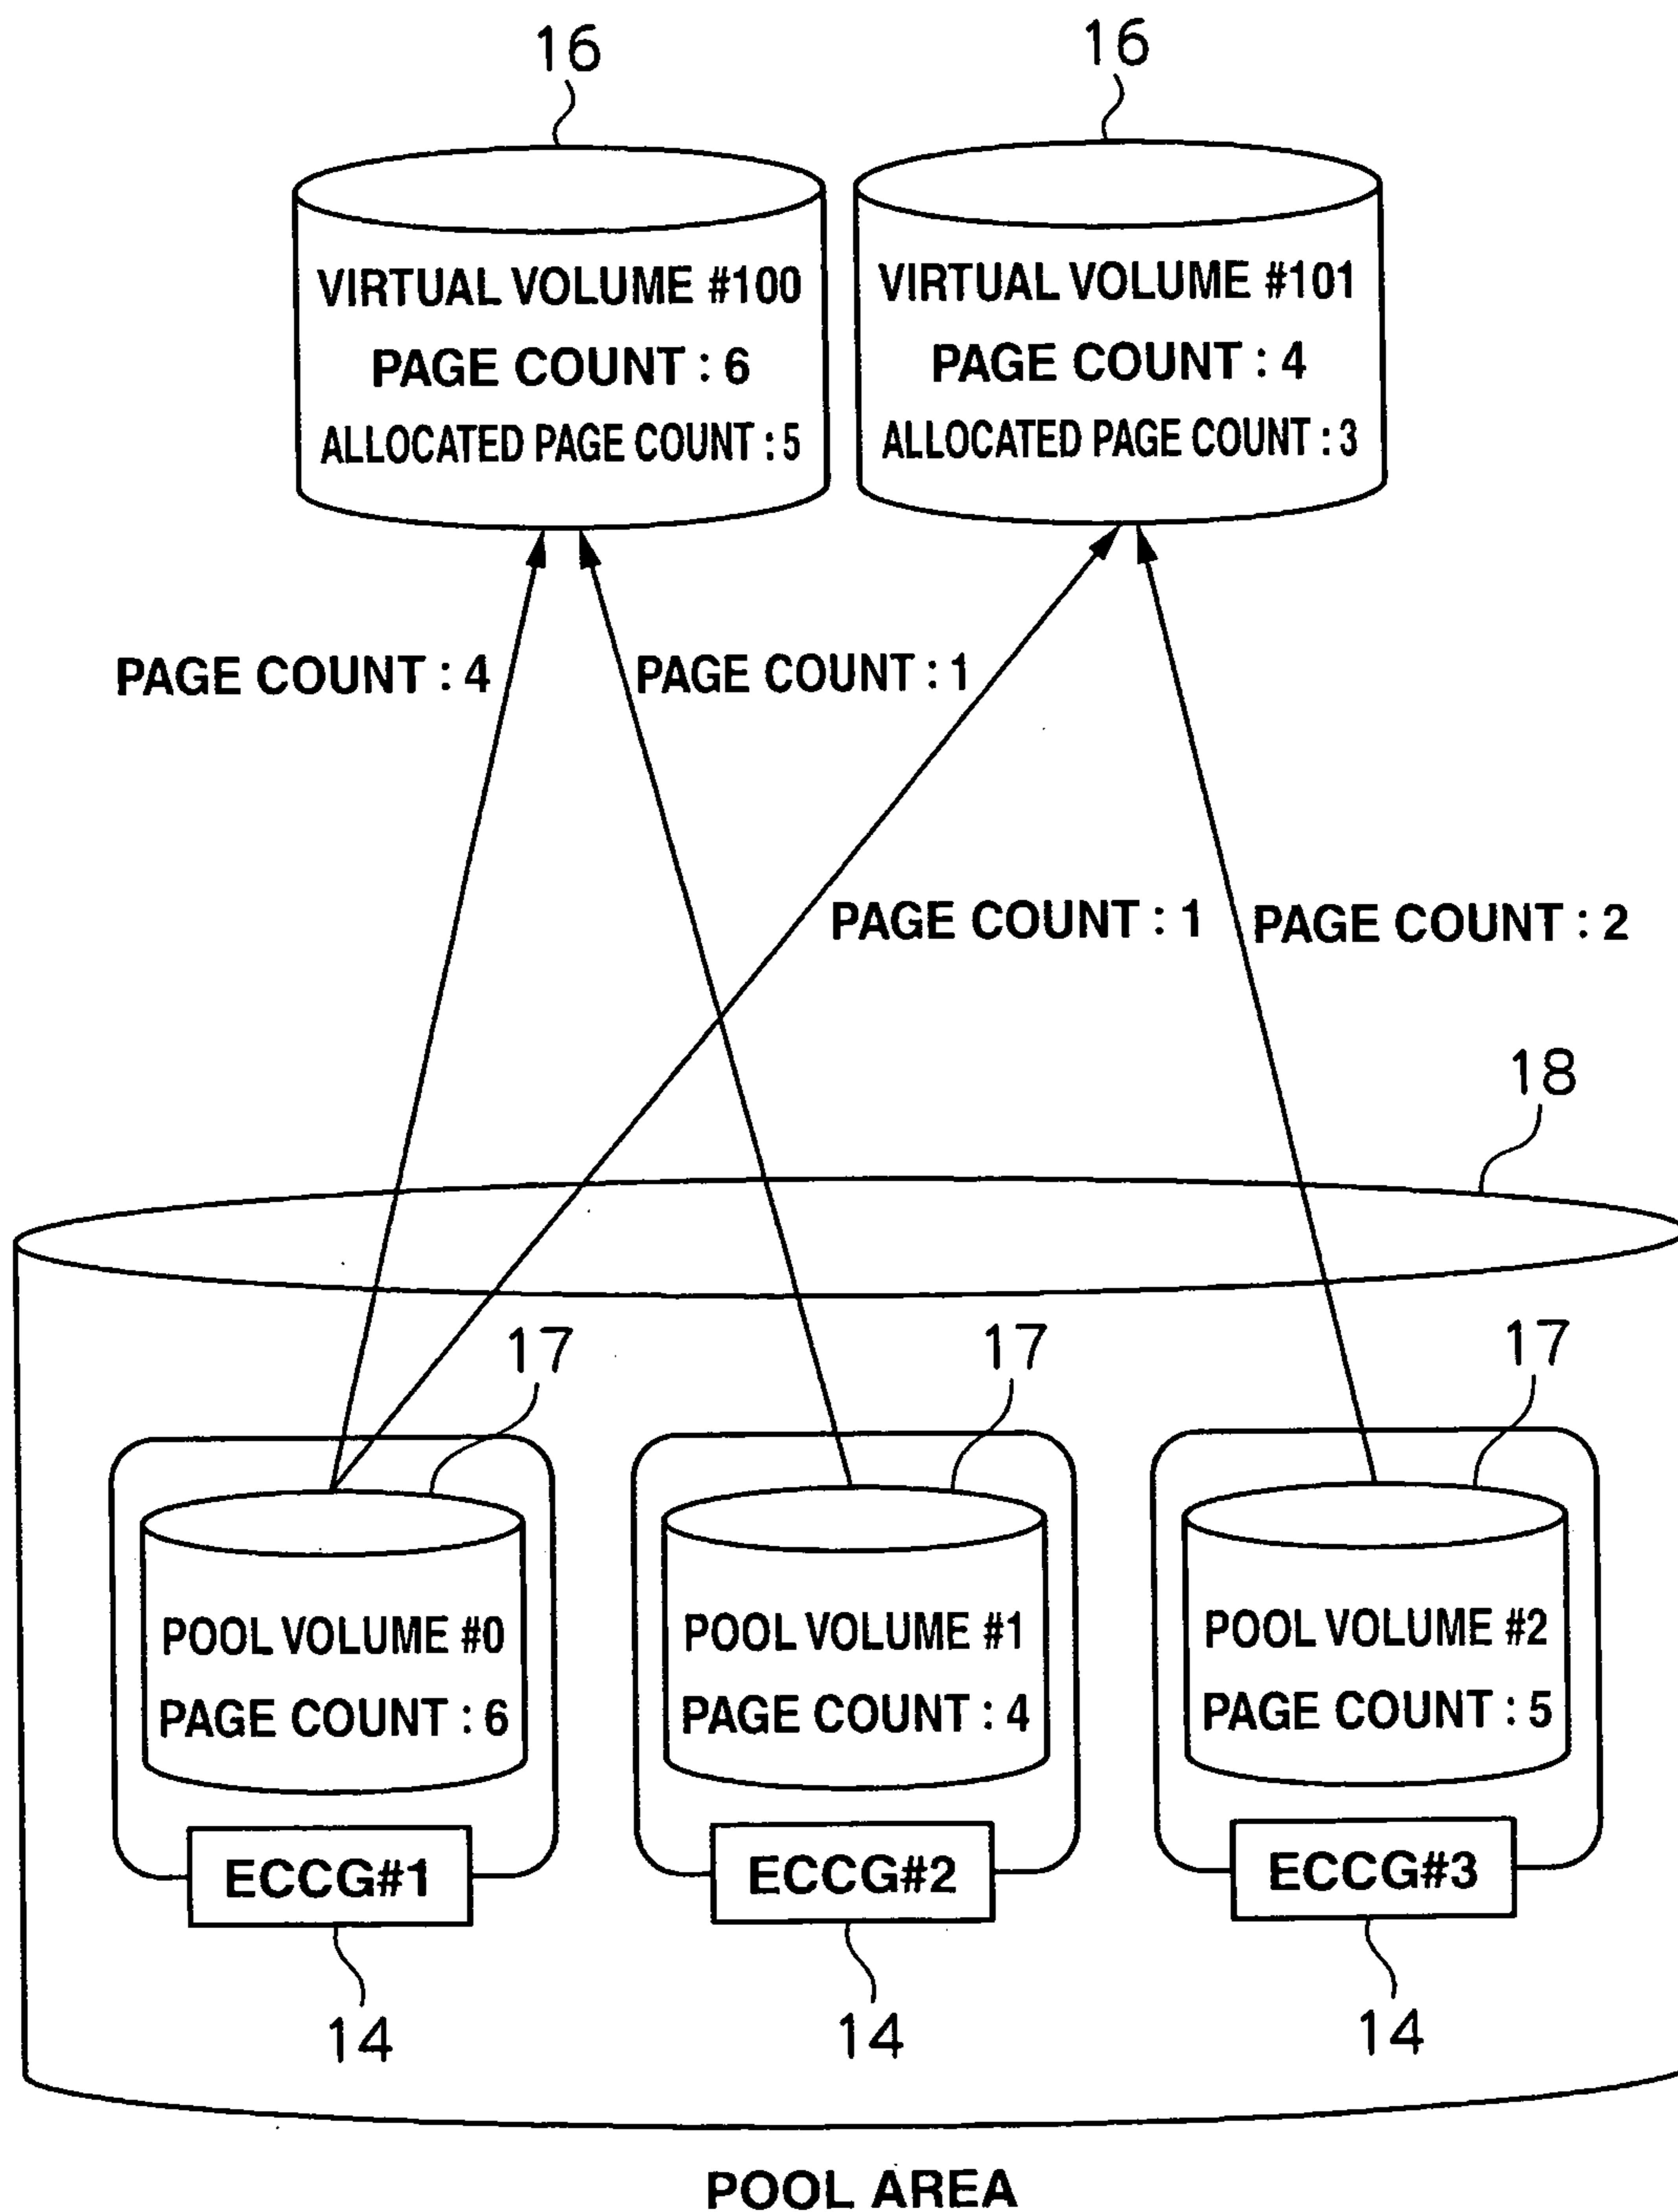 16
16
VIRTUAL VOLUME #100
PAGE COUNT : 6
ALLOCATED PAGE COUNT : 5
VIRTUAL VOLUME #101
PAGE COUNT : 4
ALLOCATED PAGE COUNT : 3
PAGE COUNT : 4
PAGE COUNT : 1
PAGE COUNT : 1
PAGE COUNT : 2
18
17
17
17
POOL VOLUME #0
PAGE COUNT : 6
POOL VOLUME #1
PAGE COUNT : 4
POOL VOLUME #2
PAGE COUNT : 5
ECCG#1
ECCG#2
ECCG#3
14
14
14
POOL AREA